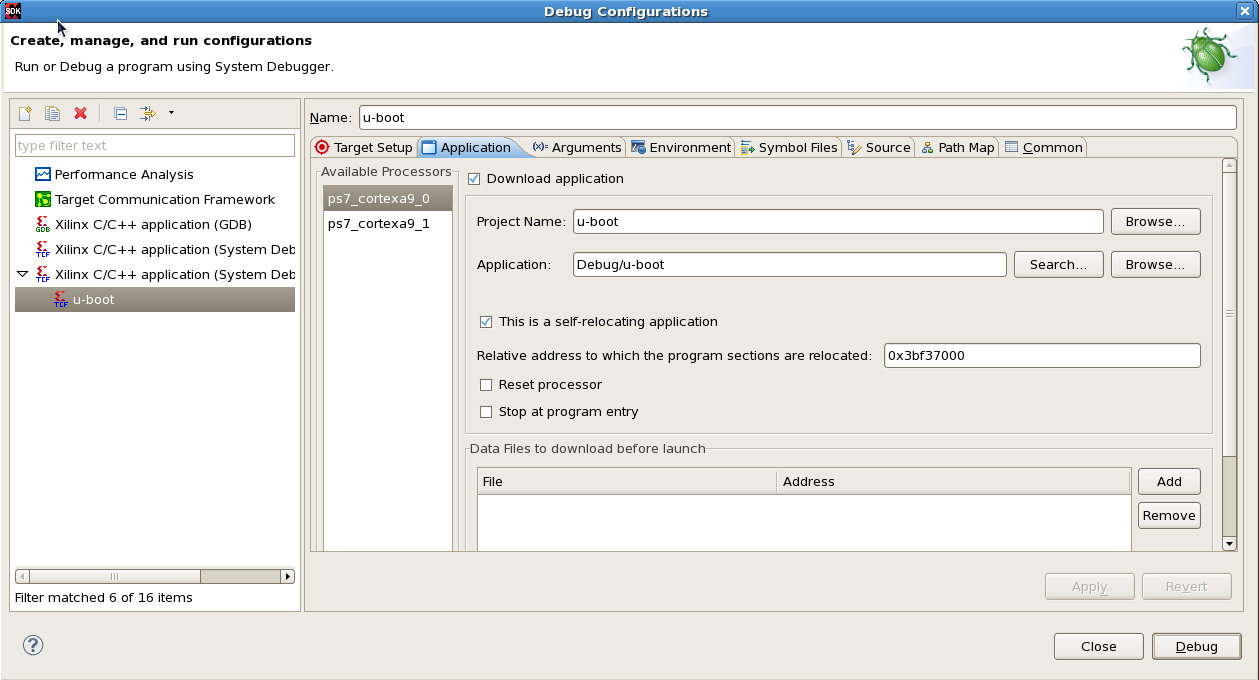 SDK
Debug Configurations
Create, manage, and run configurations
Run or Debug a program using System Debugger.
type filter text
Performance Analysis
Target Communication Framework
GDB
Xilinx C/C++ application (GDB)
TCF
Xilinx C/C++ application (System Deb
TCF
Xilinx C/C++ application (System Deb
TCF
u-boot
Filter matched 6 of 16 items
Name: u-boot
Target Setup Application (x)= Arguments Environment Symbol Files Source Path Map Common
Available Processors
ps7_cortexa9_0
ps7_cortexa9_1
Download application
Project Name: u-boot Browse...
Application: Debug/u-boot Search... Browse...
This is a self-relocating application
Relative address to which the program sections are relocated: 0x3bf37000
Reset processor
Stop at program entry
Data Files to download before launch
File Address
Add
Remove
Apply Revert
? Close Debug